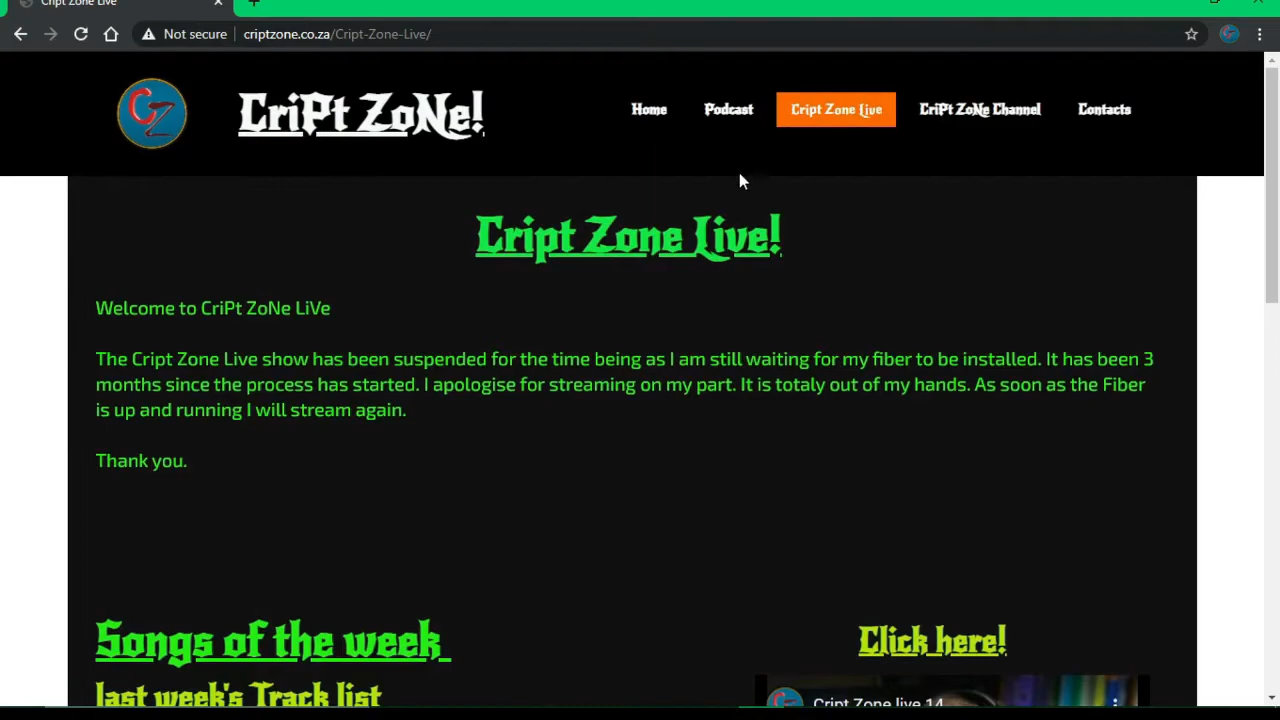 Cript Zone Live
Not secure criptzone.co.za/Cript-Zone-Live/
CZ
CriPt ZoNe!
Home Podcast Cript Zone Live CriPt ZoNe Channel Contacts
Cript Zone Live!
Welcome to CriPt ZoNe LiVe
The Cript Zone Live show has been suspended for the time being as I am still waiting for my fiber to be installed. It has been 3
months since the process has started. I apologise for streaming on my part. It is totaly out of my hands. As soon as the Fiber
is up and running I will stream again.
Thank you.
Songs of the week
Click here!
last week's Track list
Cript Zone live 14